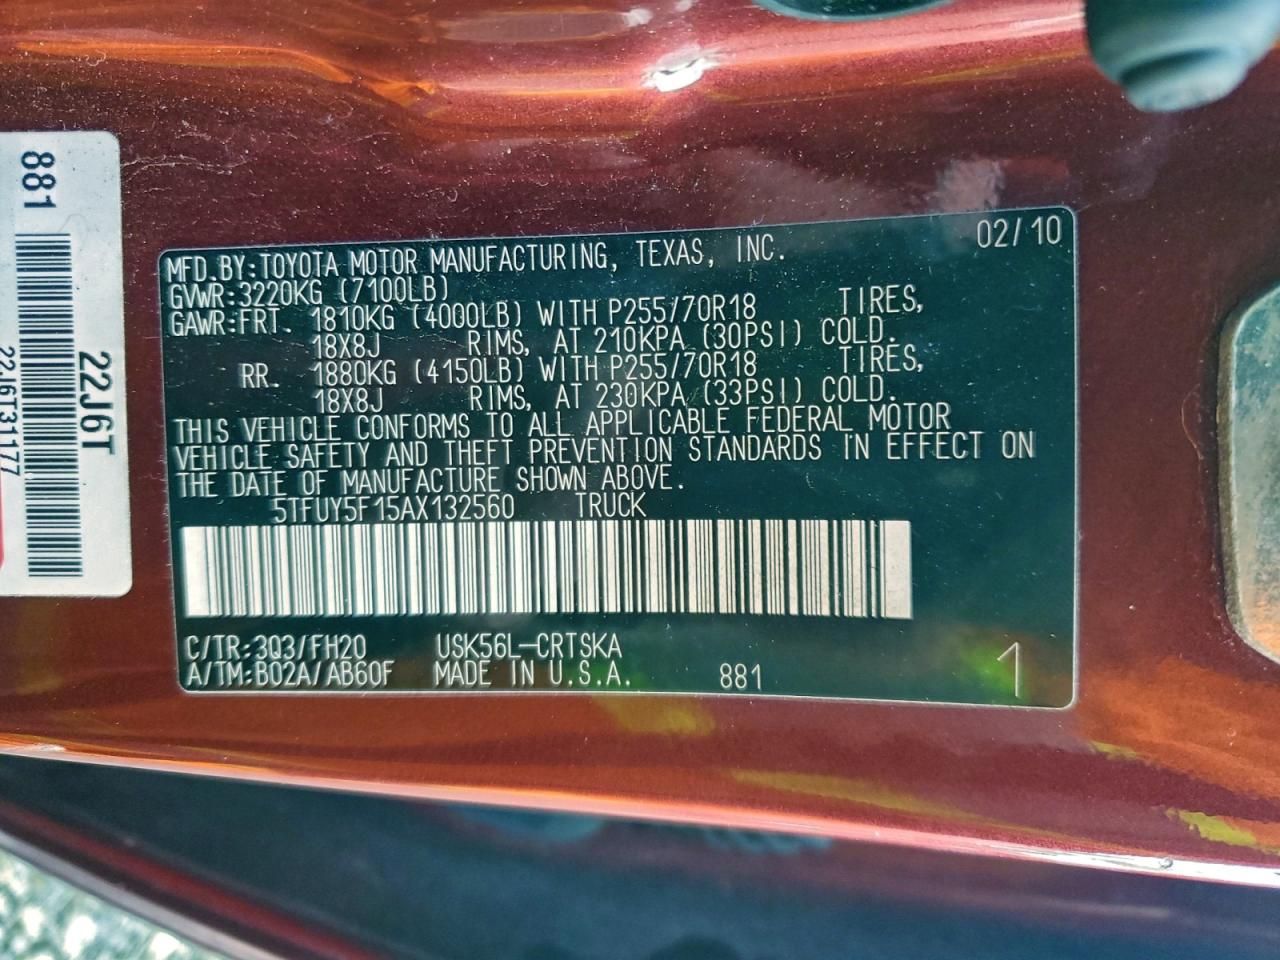 02/10
MFD.BY:TOYOTA MOTOR MANUFACTURING, TEXAS, INC.
GVWR:3220KG (7100LB)
GAWR:FRT. 1810KG (4000LB) WITH P255/70R18 TIRES,
18X8J RIMS, AT 210KPA (30PSI) COLD.
RR. 1880KG (4150LB) WITH P255/70R18 TIRES,
18X8J RIMS, AT 230KPA (33PSI) COLD.
THIS VEHICLE CONFORMS TO ALL APPLICABLE FEDERAL MOTOR
VEHICLE SAFETY AND THEFT PREVENTION STANDARDS IN EFFECT ON
THE DATE OF MANUFACTURE SHOWN ABOVE.
5TFUY5F15AX132560 TRUCK
C/TR:3Q3/FH20 USK56L-CRTSKA
A/TM:B02A/AB60F MADE IN U.S.A. 881
1
881
22J6T
22J6T31177